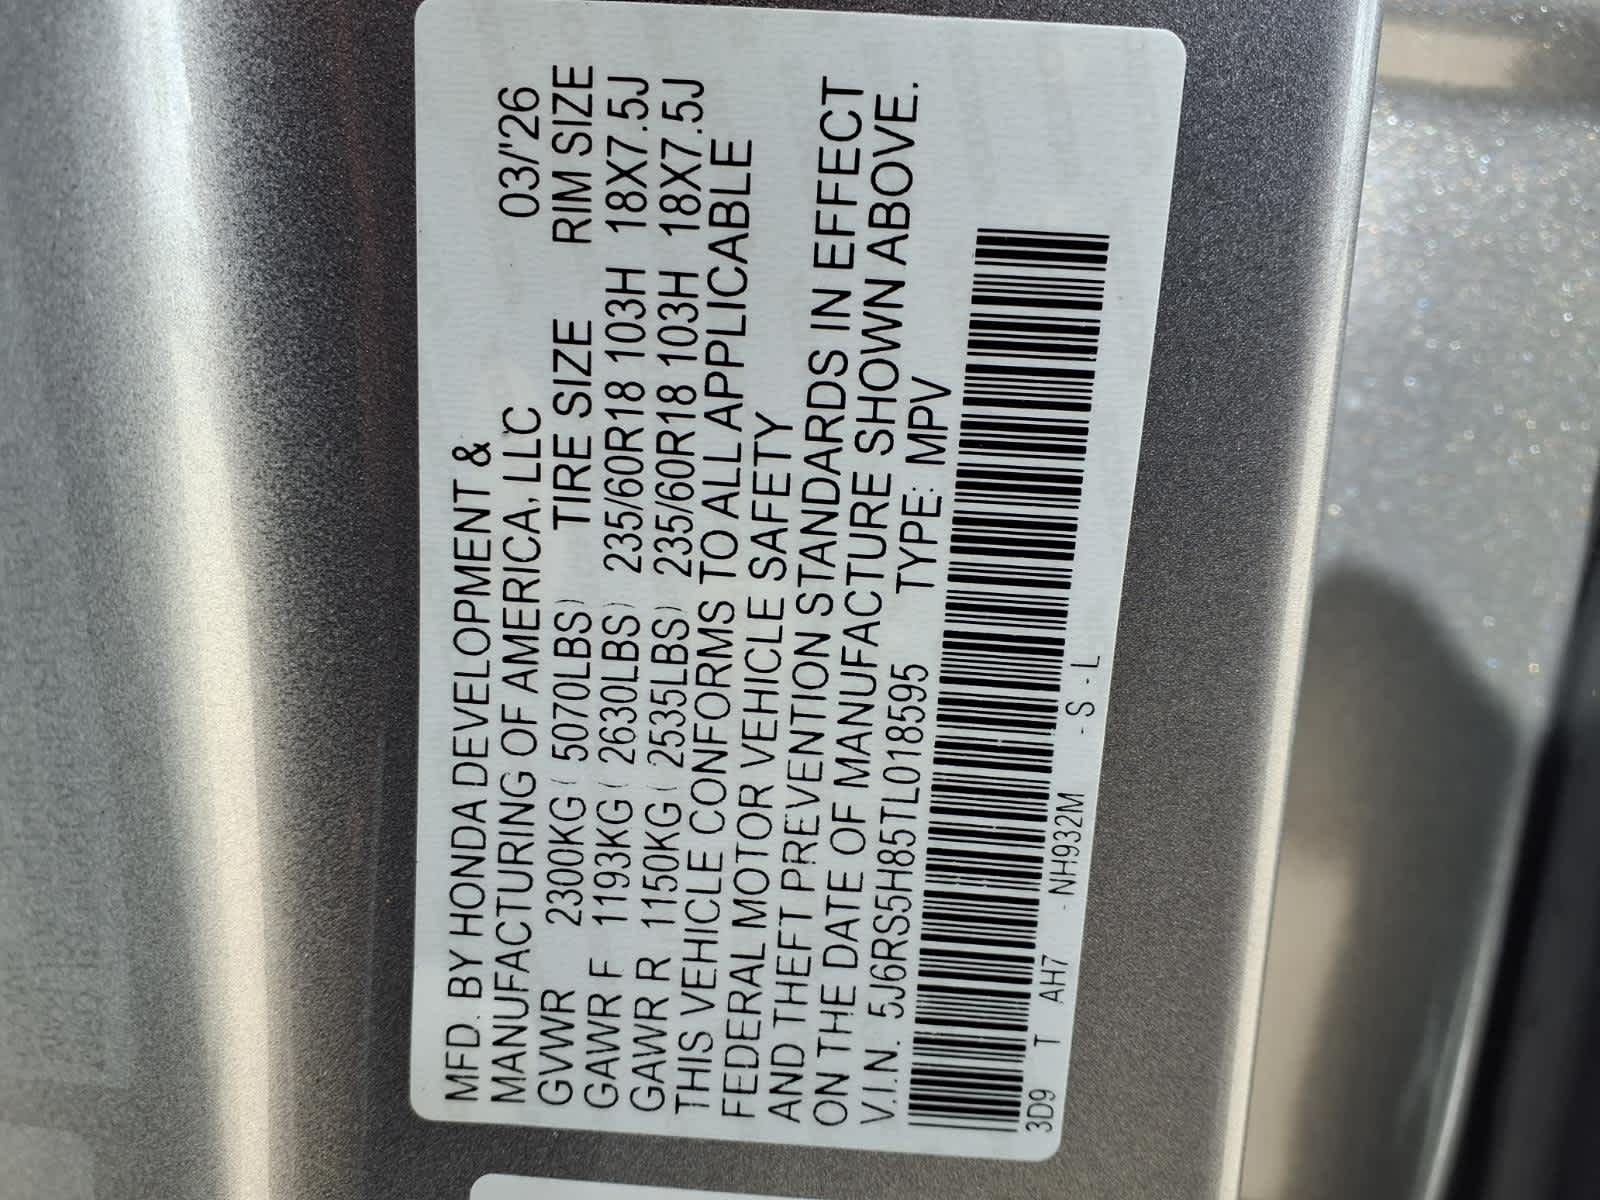 MFD. BY HONDA DEVELOPMENT &
MANUFACTURING OF AMERICA, LLC 03/'26
GVWR 2300KG ( 5070LBS) TIRE SIZE RIM SIZE
GAWR F 1193KG ( 2630LBS) 235/60R18 103H 18X7.5J
GAWR R 1150KG ( 2535LBS) 235/60R18 103H 18X7.5J
THIS VEHICLE CONFORMS TO ALL APPLICABLE
FEDERAL MOTOR VEHICLE SAFETY
AND THEFT PREVENTION STANDARDS IN EFFECT
ON THE DATE OF MANUFACTURE SHOWN ABOVE.
V.I.N. 5J6RS5H85TL018595 TYPE: MPV
3D9 T AH7 - NH932M - S - L